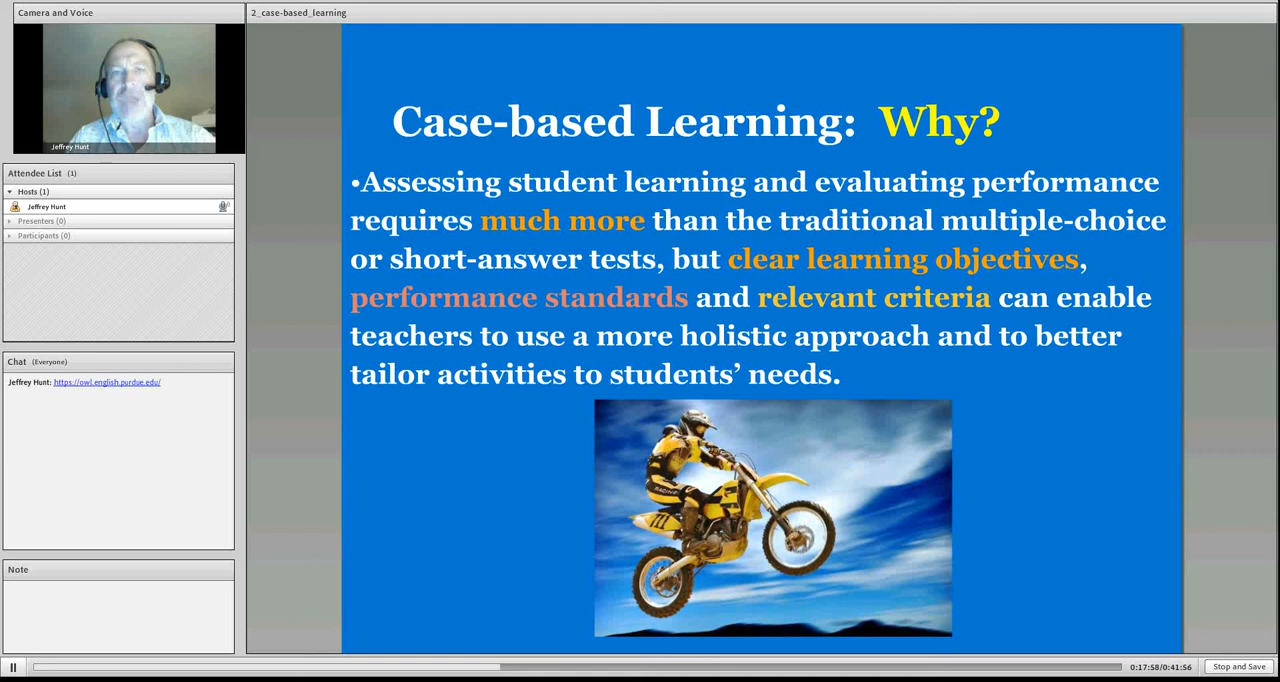 Camera and Voice
Jeffrey Hunt
Attendee List (1)
Hosts (1)
Jeffrey Hunt
Presenters (0)
Participants (0)
Chat (Everyone)
Jeffrey Hunt: https://owl.english.purdue.edu/
Note
2_case-based_learning
Case-based Learning: Why?
•Assessing student learning and evaluating performance
requires much more than the traditional multiple-choice
or short-answer tests, but clear learning objectives,
performance standards and relevant criteria can enable
teachers to use a more holistic approach and to better
tailor activities to students’ needs.
RACING
0:17:58/0:41:56
Stop and Save